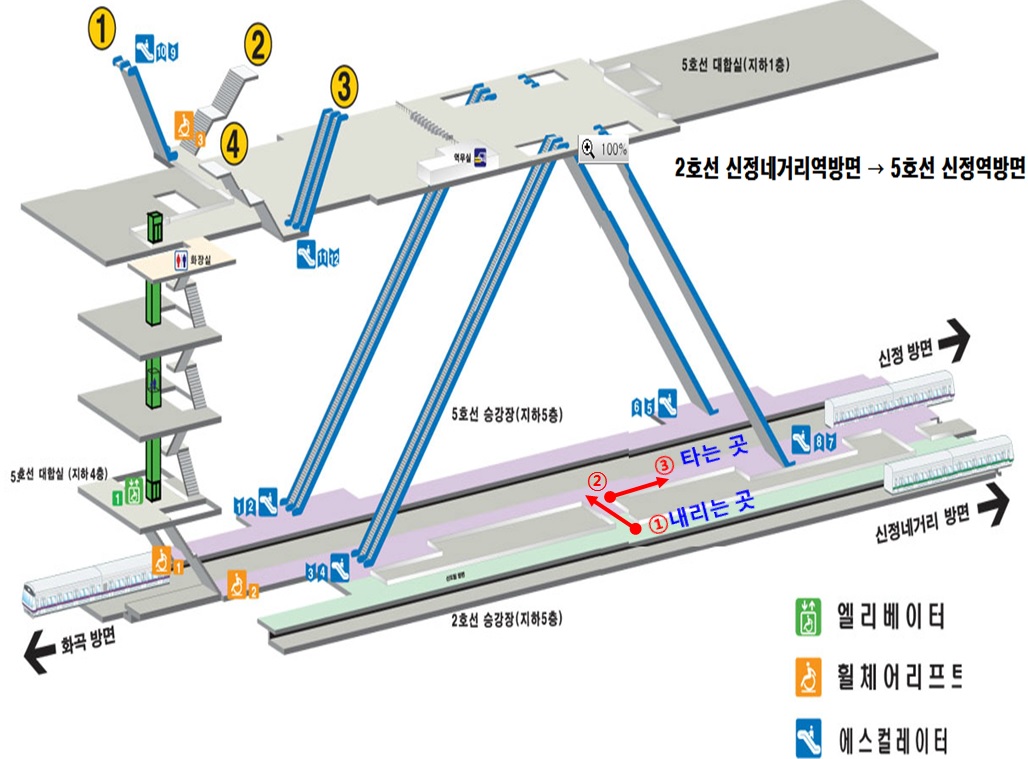 1
10 9
2
3
3
4
5호선 대합실(지하1층)
역무실
100%
2호선 신정네거리역방면 → 5호선 신정역방면
11 12
화장실
신정 방면
6 5
5호선 승강장(지하5층)
8 7
③ 타는 곳
②
①내리는 곳
5호선 대합실 (지하 4층)
1
1 2
신정네거리 방면
3 4
1
2
2호선 승강장(지하5층)
화곡 방면
엘리베이터
휠체어리프트
에스컬레이터